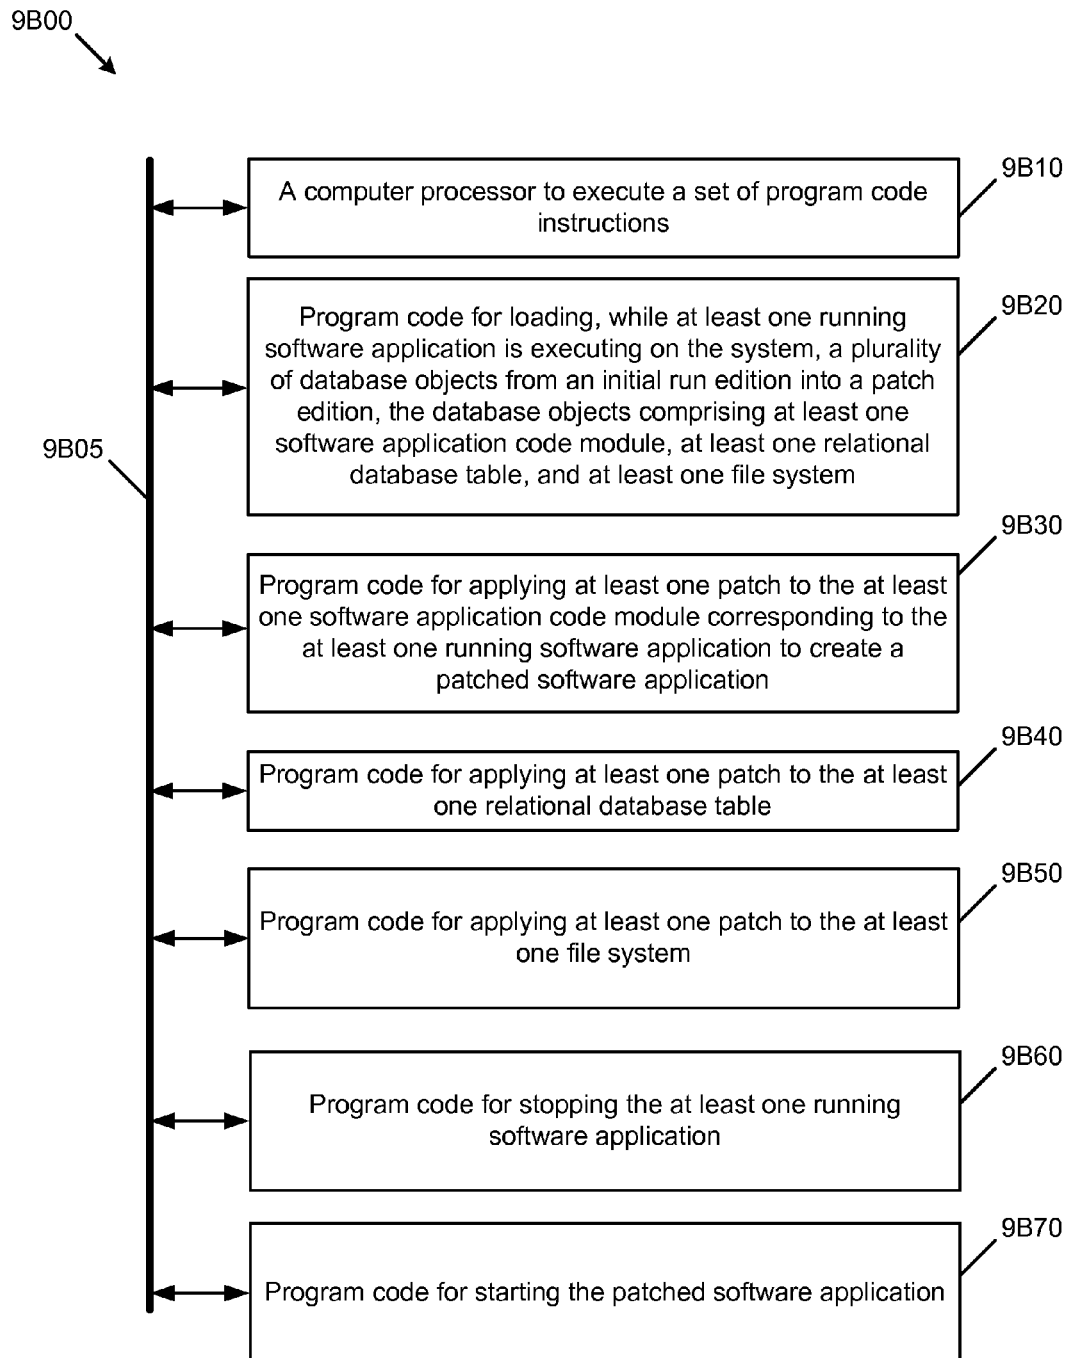 9B00
9B10
A computer processor to execute a set of program code
instructions
9B20
Program code for loading, while at least one running
software application is executing on the system, a plurality
of database objects from an initial run edition into a patch
edition, the database objects comprising at least one
software application code module, at least one relational
database table, and at least one file system
9B05
9B30
Program code for applying at least one patch to the at least
one software application code module corresponding to the
at least one running software application to create a
patched software application
9B40
Program code for applying at least one patch to the at least
one relational database table
9B50
Program code for applying at least one patch to the at least
one file system
9B60
Program code for stopping the at least one running
software application
9B70
Program code for starting the patched software application